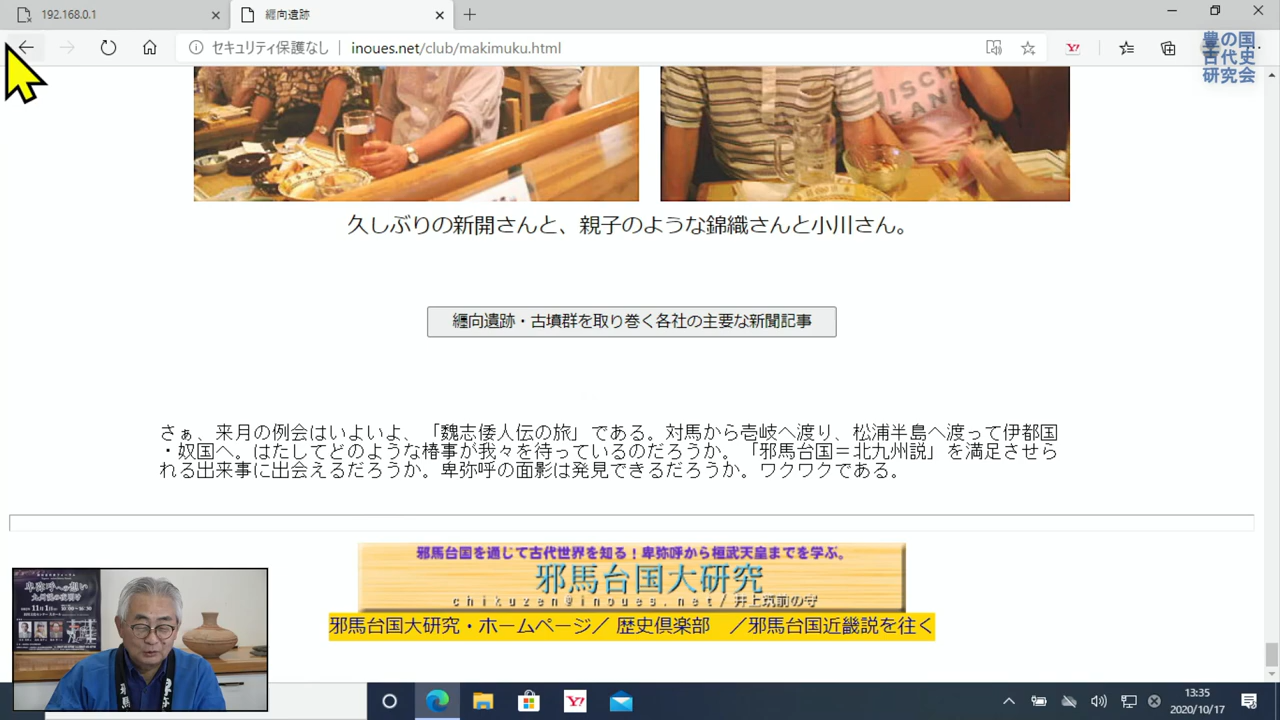 192.168.0.1
纒向遺跡
セキュリティ保護なし
inoues.net/club/makimuku.html
豊の国
古代史
研究会
久しぶりの新開さんと、親子のような錦織さんと小川さん。
纒向遺跡・古墳群を取り巻く各社の主要な新聞記事
さぁ、来月の例会はいよいよ、「魏志倭人伝の旅」である。対馬から壱岐へ渡り、松浦半島へ渡って伊都国
・奴国へ。はたしてどのような椿事が我々を待っているのだろうか。「邪馬台国＝北九州説」を満足させら
れる出来事に出会えるだろうか。卑弥呼の面影は発見できるだろうか。ワクワクである。
邪馬台国を通じて古代世界を知る！卑弥呼から桓武天皇までを学ぶ。
邪馬台国大研究
chikuzen@inoues.net / 井上筑前の守
邪馬台国大研究・ホームページ／ 歴史倶楽部　／邪馬台国近畿説を往く
卑弥呼への想い
11月1日
13:35
2020/10/17